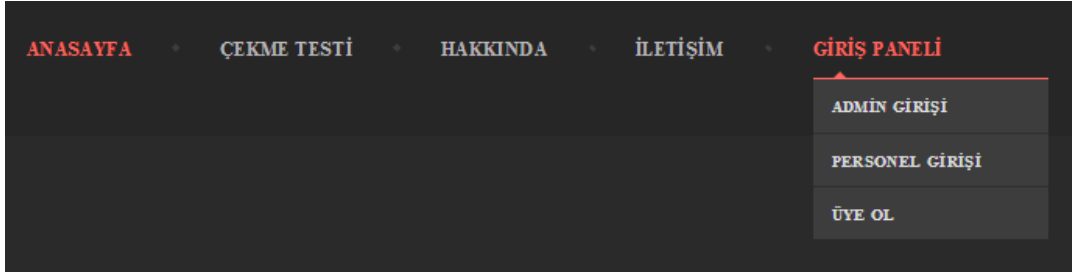 ANASAYFA ÇEKME TESTİ HAKKINDA İLETİŞİM GİRİŞ PANELİ
ADMİN GİRİŞİ
PERSONEL GİRİŞİ
ÜYE OL